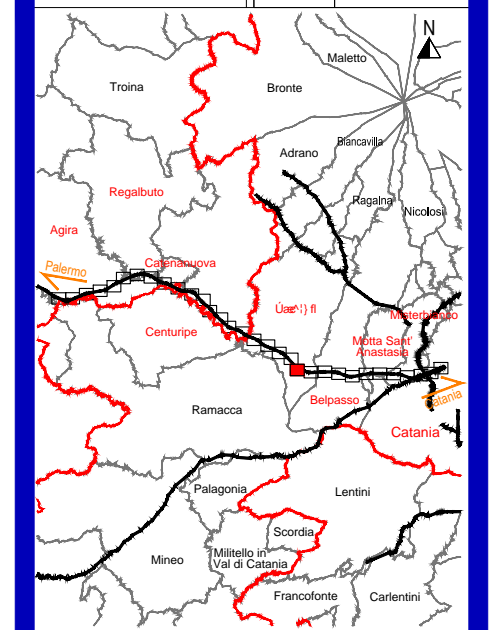 N
Maletto
Troina
Bronte
Biancavilla
Adrano
Regalbuto
Ragalna
Nicolosi
Agira
Catenanuova
Palermo
Misterbianco
Centuripe
Motta Sant'
Anastasia
Belpasso
Catania
Ramacca
Catania
Palagonia
Lentini
Scordia
Mineo
Militello in
Val di Catania
Francofonte
Carlentini